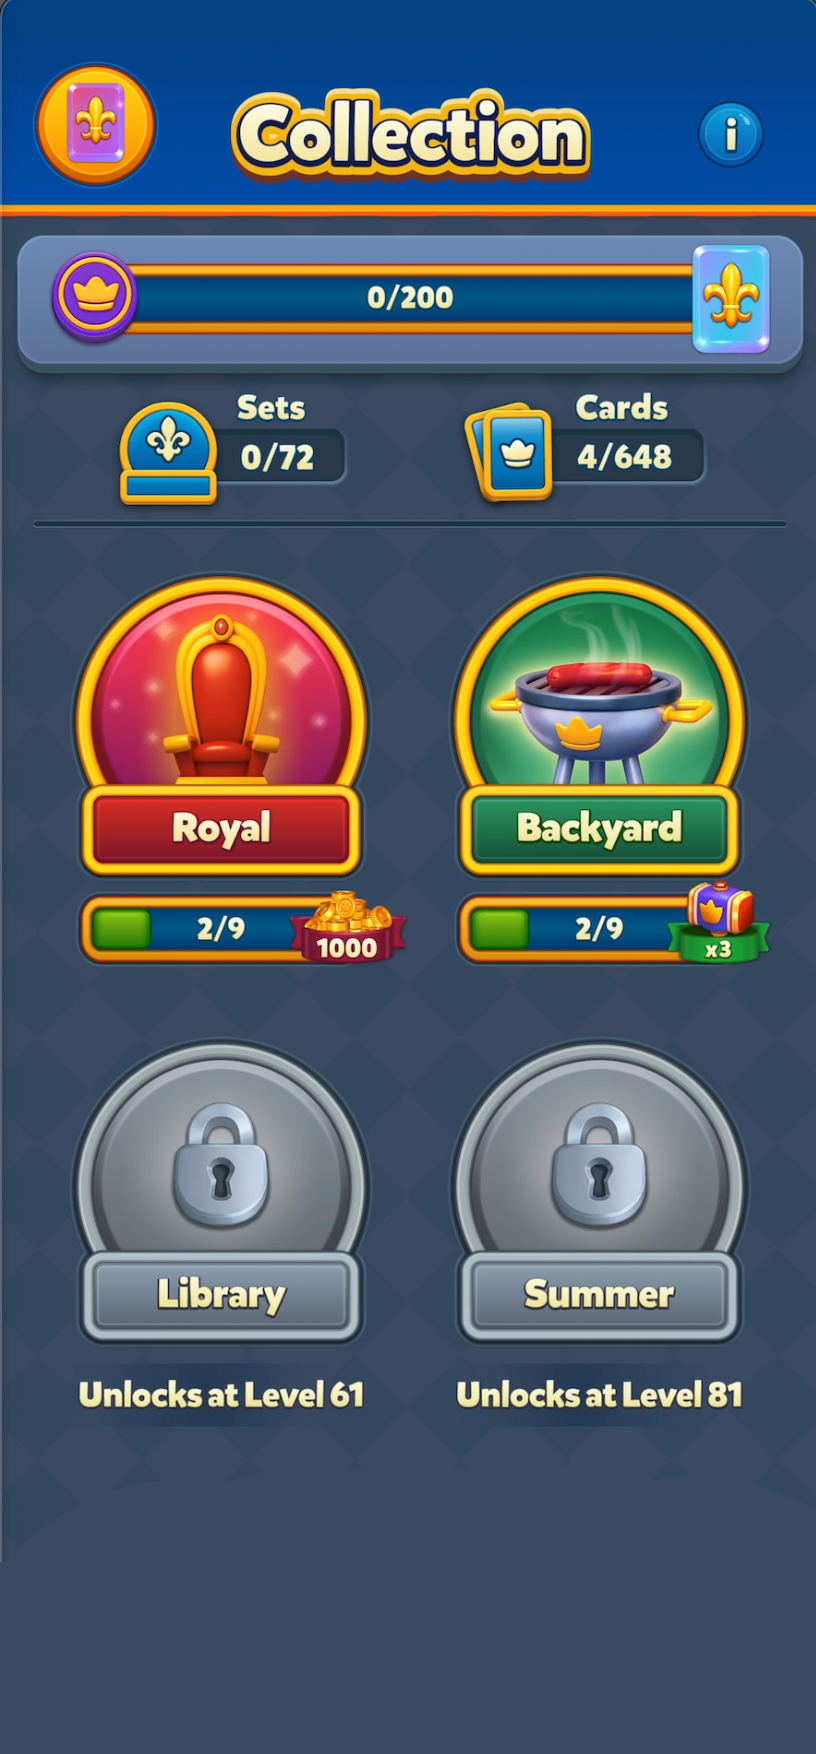 Collection
i
0/200
Sets
0/72
Cards
4/648
Royal
Backyard
2/9
1000
2/9
x3
Library
Summer
Unlocks at Level 61
Unlocks at Level 81